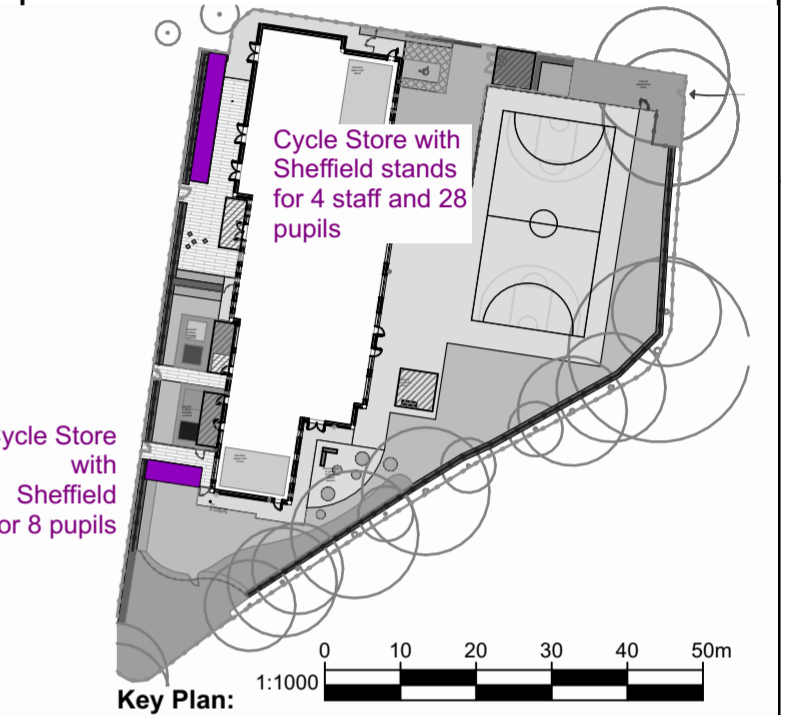 Cycle Store with
Sheffield stands
for 4 staff and 28
pupils
ycle Store
with
Sheffield
or 8 pupils
0 10 20 30 40 50m
1:1000
Key Plan: